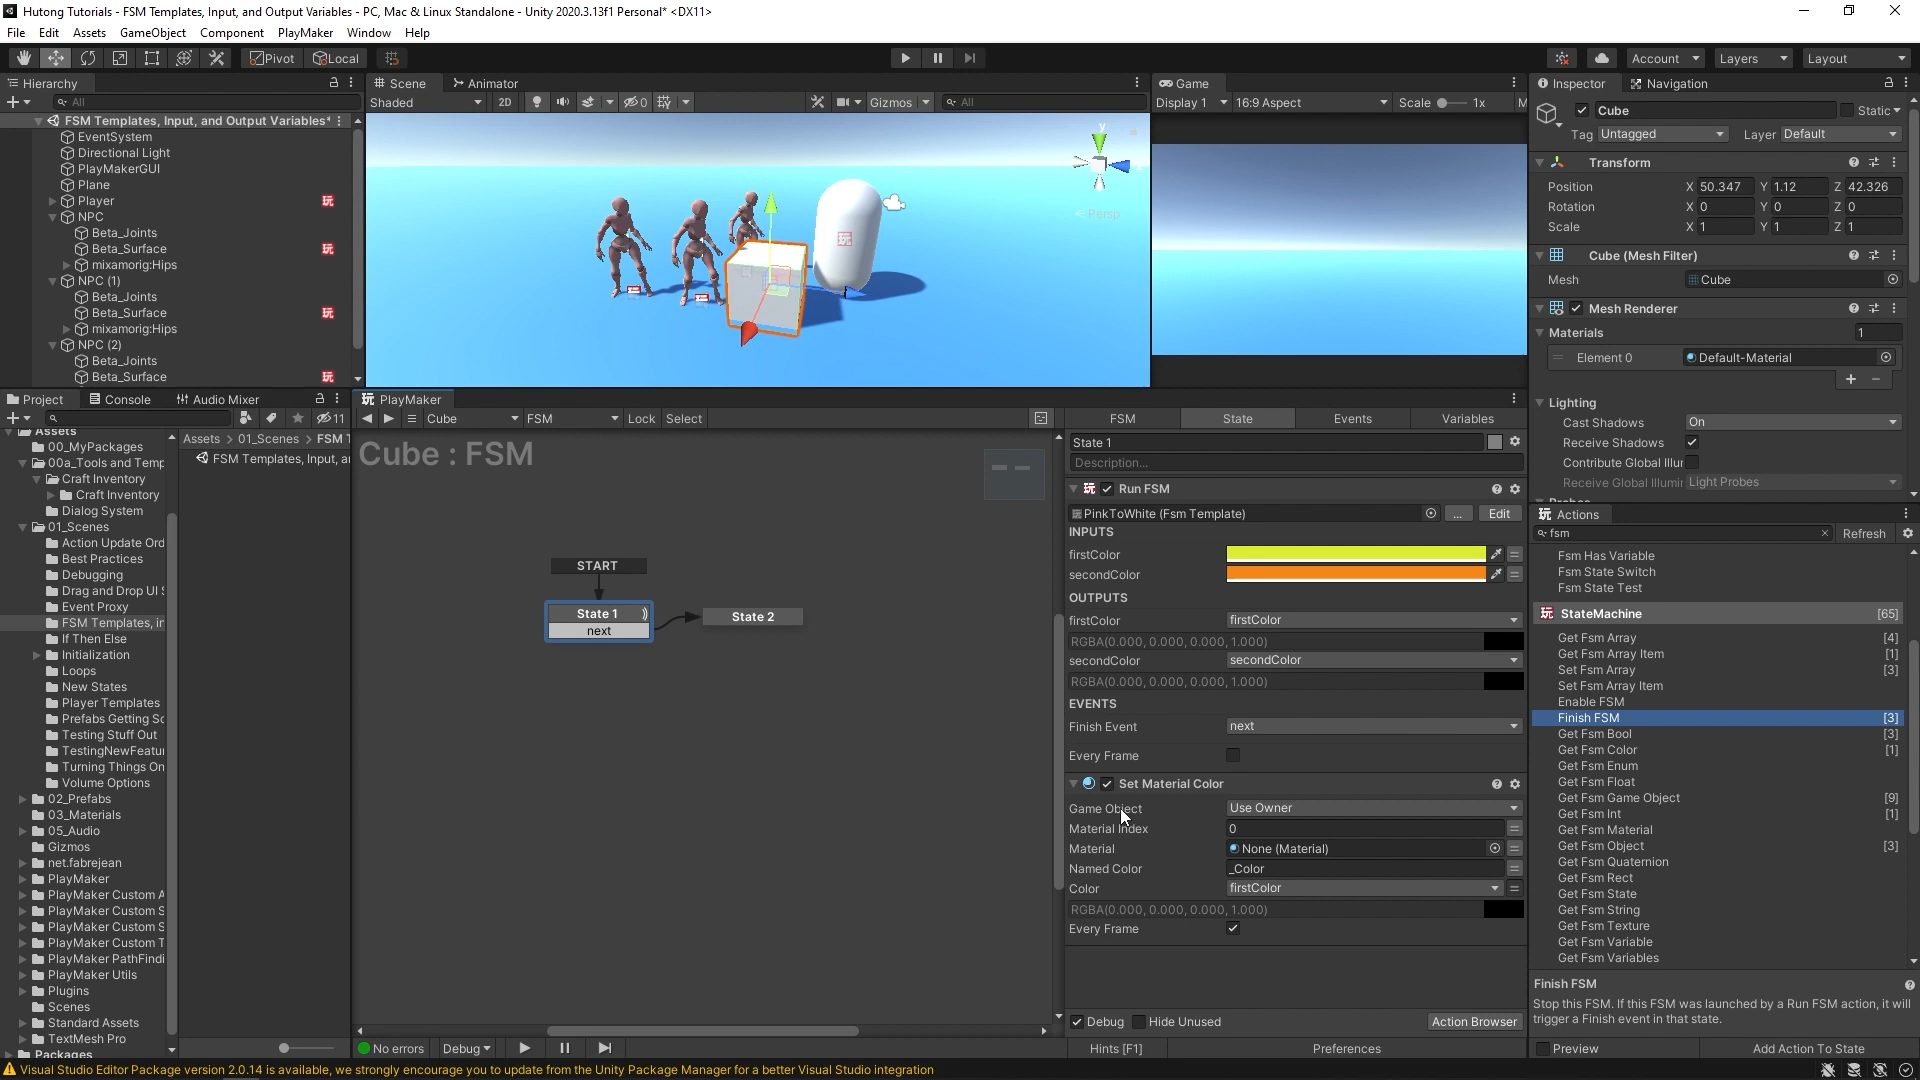 Hutong Tutorials - FSM Templates, Input, and Output Variables - PC, Mac & Linux Standalone - Unity 2020.3.13f1 Personal* <DX11>
File Edit Assets GameObject Component PlayMaker Window Help
Pivot Local Account Layers Layout
Hierarchy
All
FSM Templates, Input, and Output Variables*
EventSystem
Directional Light
PlayMakerGUI
Plane
Player
NPC
Beta_Joints
Beta_Surface
mixamorig:Hips
NPC (1)
Beta_Joints
Beta_Surface
mixamorig:Hips
NPC (2)
Beta_Joints
Beta_Surface
Scene Animator
Shaded 2D 0 Gizmos All
y
Persp
Game
Display 1 16:9 Aspect Scale 1x M
Inspector Navigation
Cube Static
Tag Untagged Layer Default
Transform
Position X 50.347 Y 1.12 Z 42.326
Rotation X 0 Y 0 Z 0
Scale X 1 Y 1 Z 1
Cube (Mesh Filter)
Mesh Cube
Mesh Renderer
Materials 1
Element 0 Default-Material
Lighting
Cast Shadows On
Receive Shadows
Contribute Global Illur
Receive Global Illumir Light Probes
Project Console Audio Mixer
11
Assets
00_MyPackages
00a_Tools and Temp
Craft Inventory
Craft Inventory
Dialog System
01_Scenes
Action Update Ord
Best Practices
Debugging
Drag and Drop UI S
Event Proxy
FSM Templates, in
If Then Else
Initialization
Loops
New States
Player Templates
Prefabs Getting Sc
Testing Stuff Out
TestingNewFeatu
Turning Things On
Volume Options
02_Prefabs
03_Materials
05_Audio
Gizmos
net.fabrejean
PlayMaker
PlayMaker Custom A
PlayMaker Custom S
PlayMaker Custom S
PlayMaker Custom T
PlayMaker PathFindi
PlayMaker Utils
Plugins
Scenes
Standard Assets
TextMesh Pro
Packages
Assets > 01_Scenes > FSM T
FSM Templates, Input, a
PlayMaker
Cube FSM Lock Select
Cube : FSM
START
State 1
next
State 2
No errors Debug
FSM State Events Variables
State 1
Description...
Run FSM
PinkToWhite (Fsm Template) ... Edit
INPUTS
firstColor
secondColor
OUTPUTS
firstColor firstColor
RGBA(0.000, 0.000, 0.000, 1.000)
secondColor secondColor
RGBA(0.000, 0.000, 0.000, 1.000)
EVENTS
Finish Event next
Every Frame
Set Material Color
Game Object Use Owner
Material Index 0
Material None (Material)
Named Color _Color
Color firstColor
RGBA(0.000, 0.000, 0.000, 1.000)
Every Frame
Debug Hide Unused Action Browser
Hints [F1] Preferences
Actions
fsm Refresh
Fsm Has Variable
Fsm State Switch
Fsm State Test
StateMachine [65]
Get Fsm Array [4]
Get Fsm Array Item [1]
Set Fsm Array [3]
Set Fsm Array Item
Enable FSM
Finish FSM [3]
Get Fsm Bool [3]
Get Fsm Color [1]
Get Fsm Enum
Get Fsm Float
Get Fsm Game Object [9]
Get Fsm Int [1]
Get Fsm Material
Get Fsm Object [3]
Get Fsm Quaternion
Get Fsm Rect
Get Fsm State
Get Fsm String
Get Fsm Texture
Get Fsm Variable
Get Fsm Variables
Finish FSM
Stop this FSM. If this FSM was launched by a Run FSM action, it will
trigger a Finish event in that state.
Preview Add Action To State
Visual Studio Editor Package version 2.0.14 is available, we strongly encourage you to update from the Unity Package Manager for a better Visual Studio integration